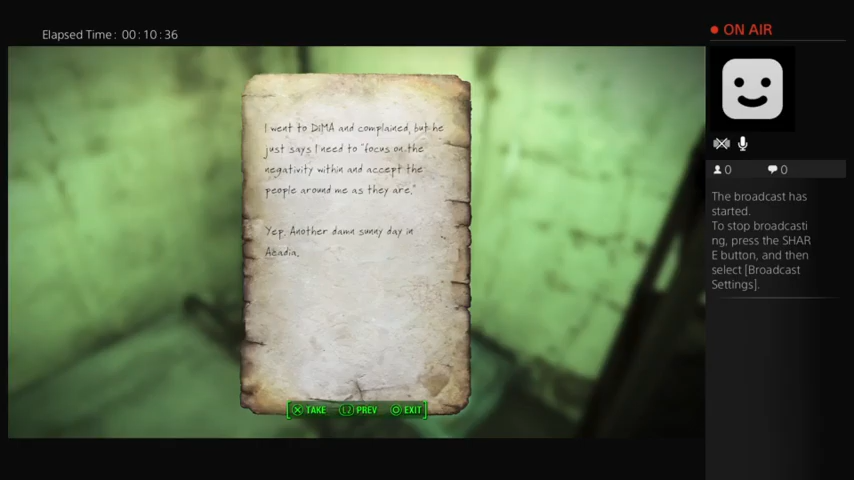 Elapsed Time: 00:10:36
ON AIR
I went to DiMA and complained, but he
just says I need to "focus on the
negativity within and accept the
people around me as they are."
Yep. Another damn sunny day in
Acadia.
TAKE
L2 PREV
EXIT
0
0
The broadcast has
started.
To stop broadcasti
ng, press the SHAR
E button, and then
select [Broadcast
Settings].